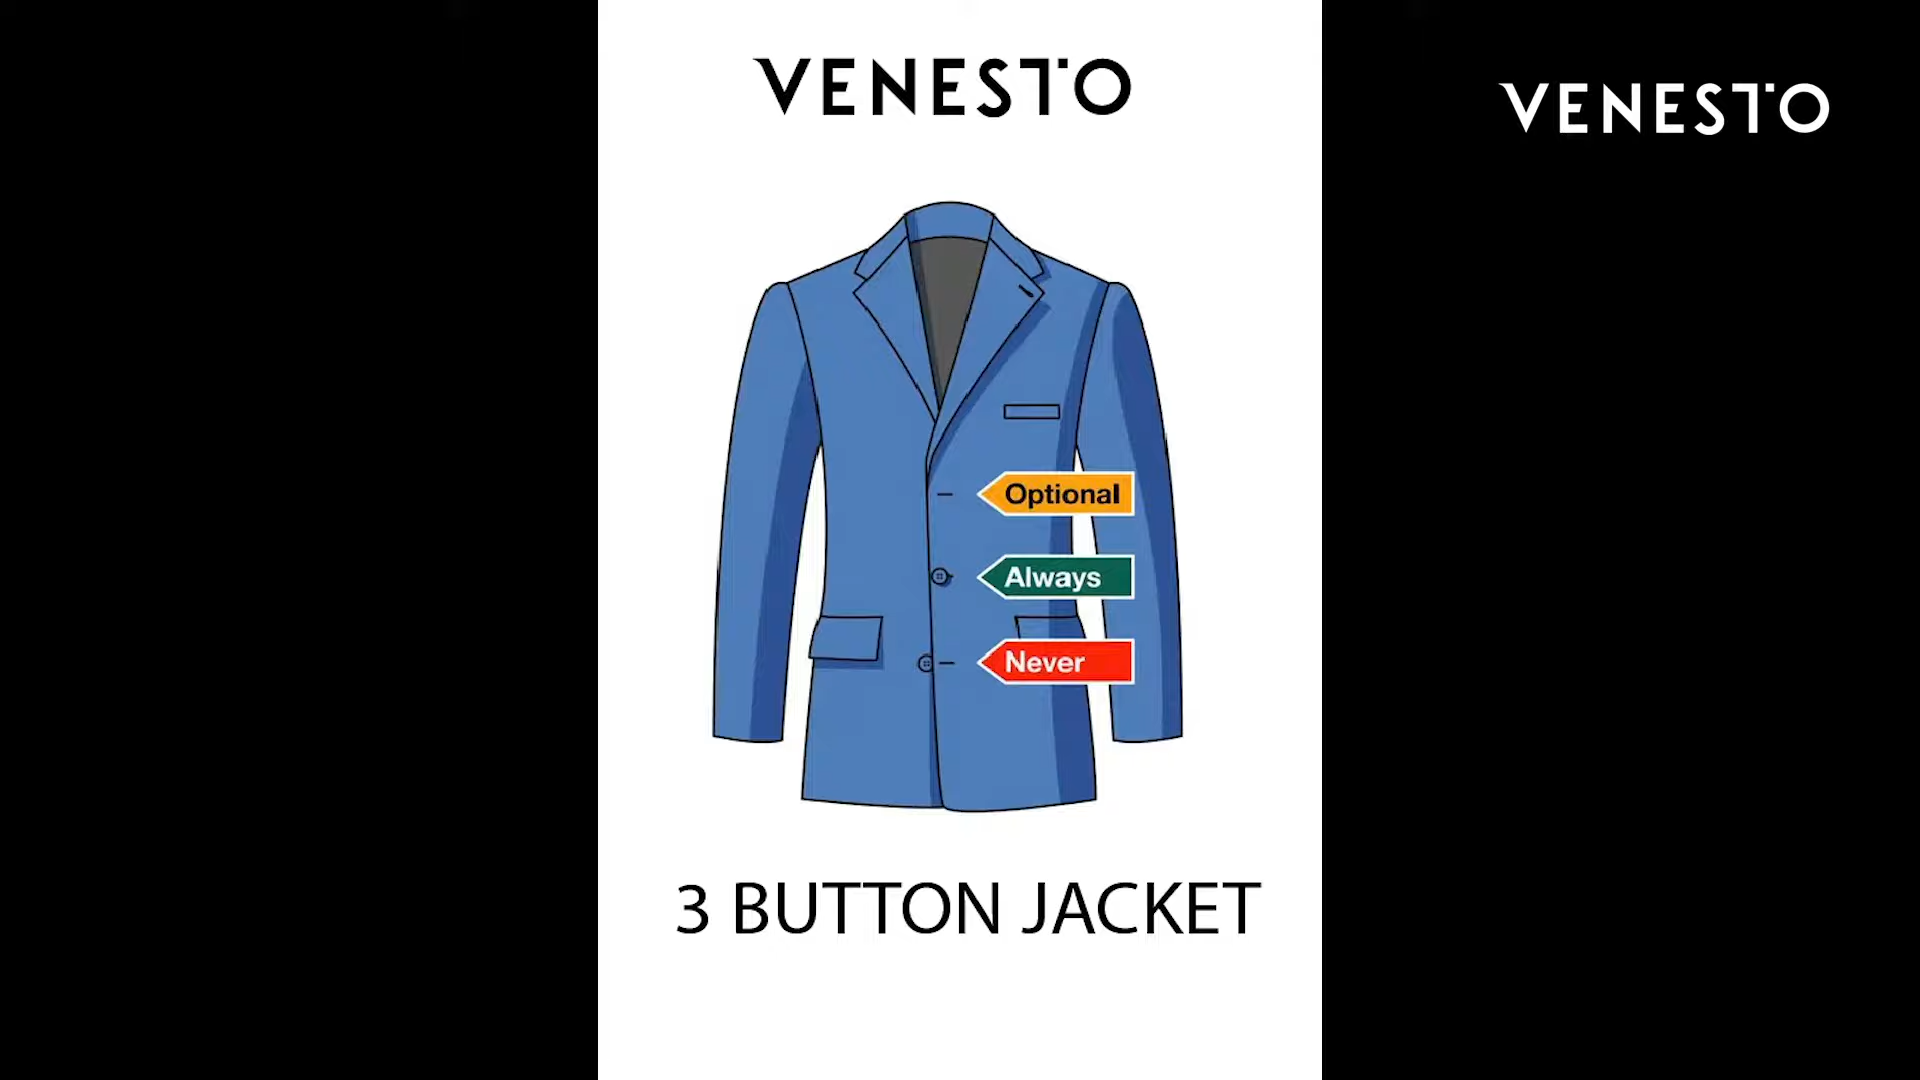 VENESTO
VENESTO
Optional
Always
Never
3 BUTTON JACKET